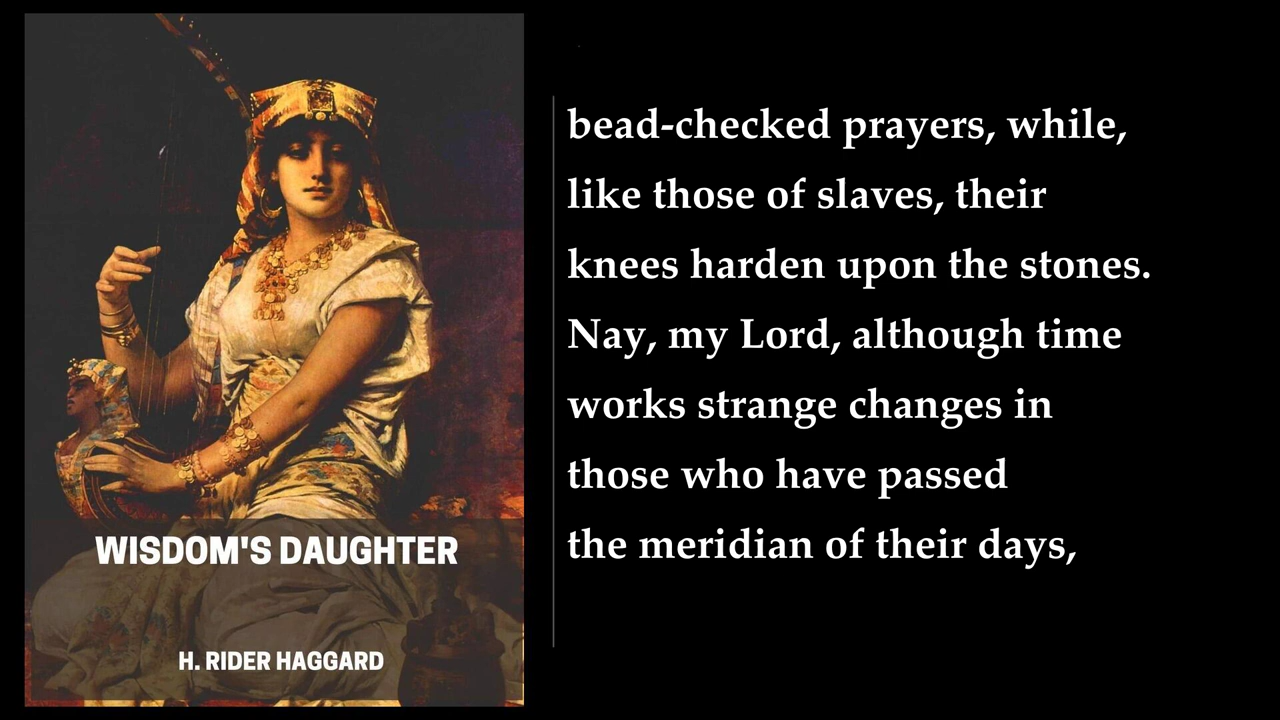 WISDOM'S DAUGHTER
H. RIDER HAGGARD
bead-checked prayers, while,
like those of slaves, their
knees harden upon the stones.
Nay, my Lord, although time
works strange changes in
those who have passed
the meridian of their days,